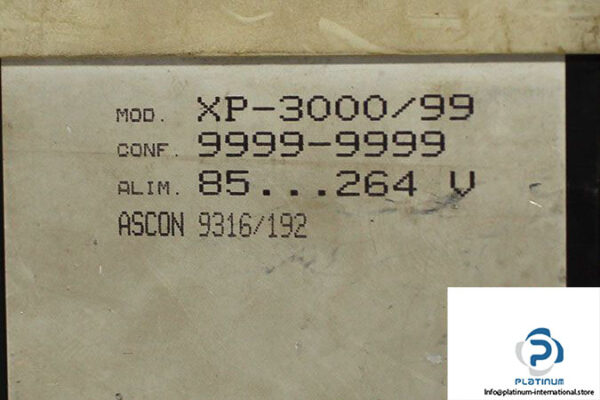 MOD. XP-3000/99
CONF. 9999-9999
ALIM. 85...264 V
ASCON 9316/192
PLATINUM
Info@platinum-international.store